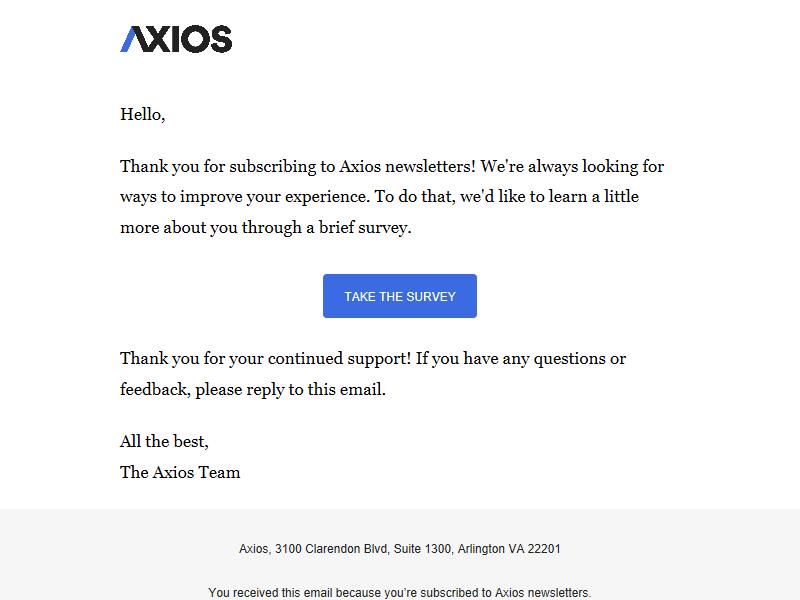 AXIOS
Hello,
Thank you for subscribing to Axios newsletters! We're always looking for
ways to improve your experience. To do that, we'd like to learn a little
more about you through a brief survey.
TAKE THE SURVEY
Thank you for your continued support! If you have any questions or
feedback, please reply to this email.
All the best,
The Axios Team
Axios, 3100 Clarendon Blvd, Suite 1300, Arlington VA 22201
You received this email because you’re subscribed to Axios newsletters.